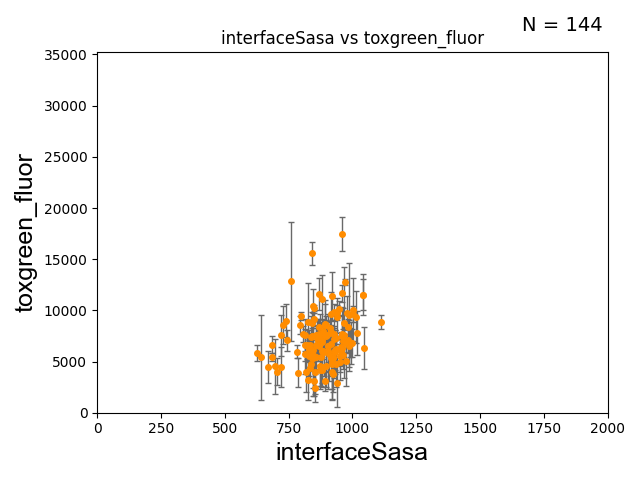 N = 144
interfaceSasa vs toxgreen_fluor
35000
30000
25000
20000
15000
10000
5000
0
toxgreen_fluor
0 250 500 750 1000 1250 1500 1750 2000
interfaceSasa